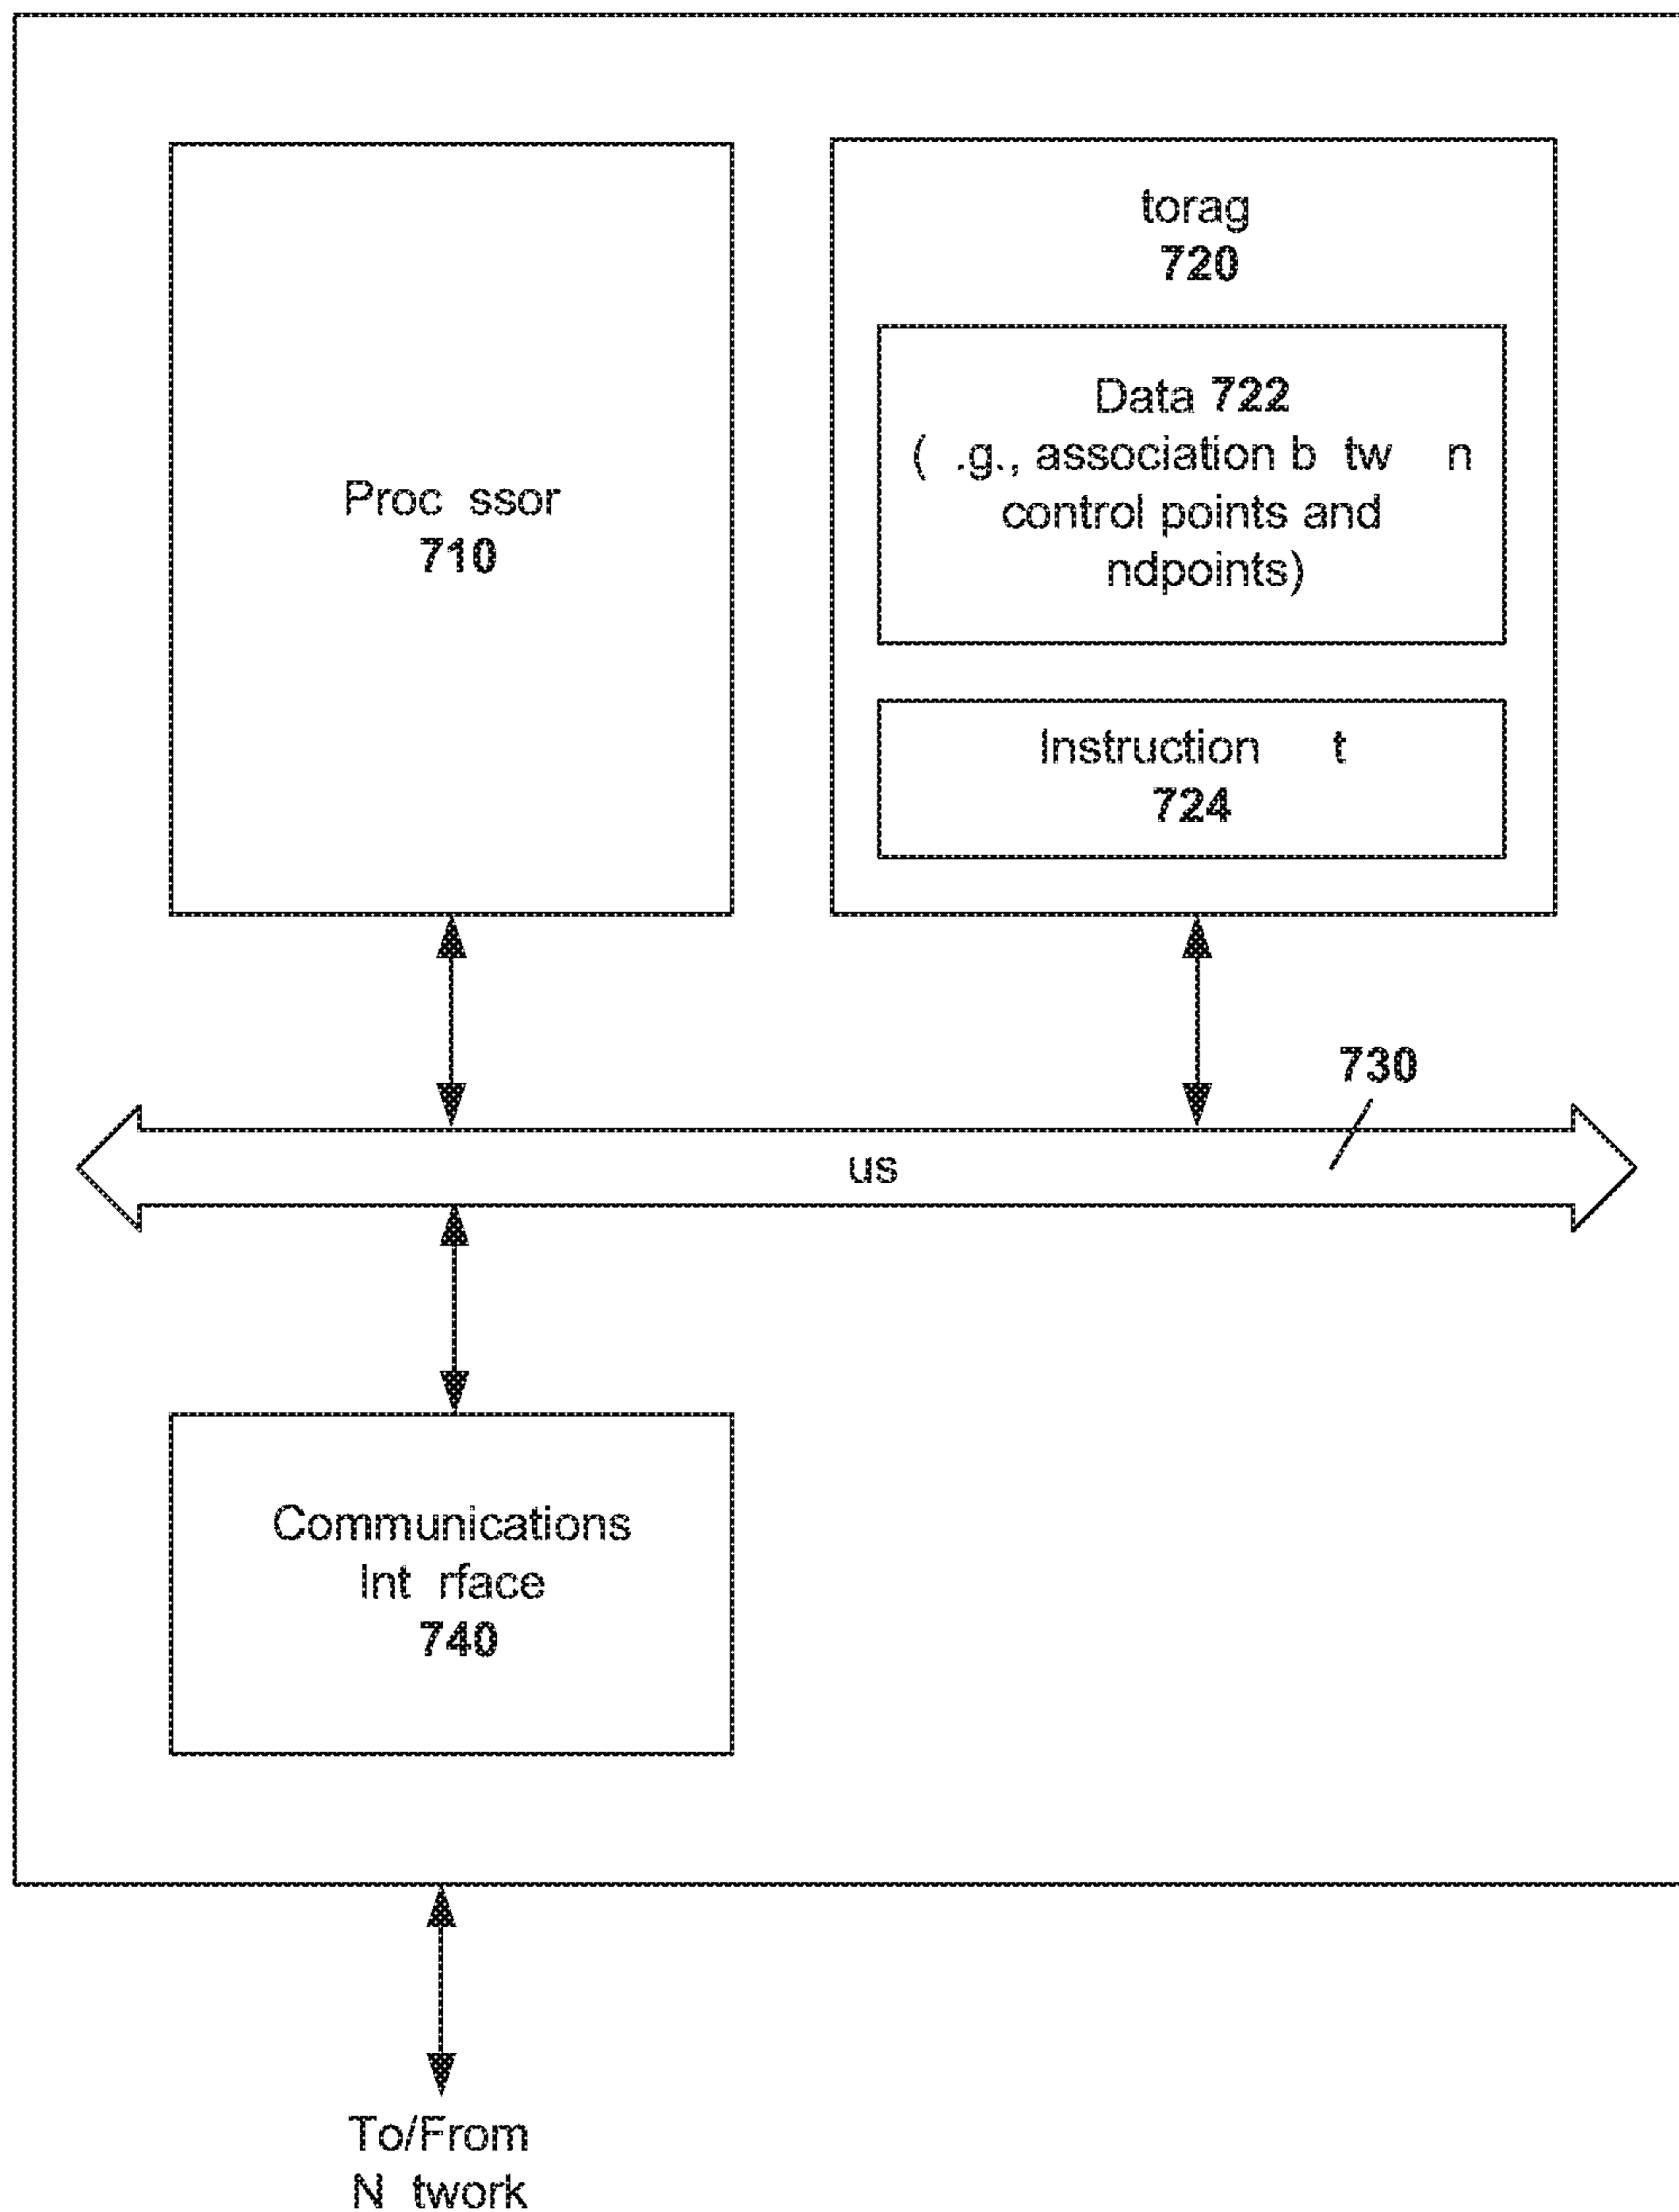 Proc ssor
710
torag
720
Data 722
( .g., association b tw n
control points and
ndpoints)
Instruction t
724
730
us
Communications
Int rface
740
To/From
N twork